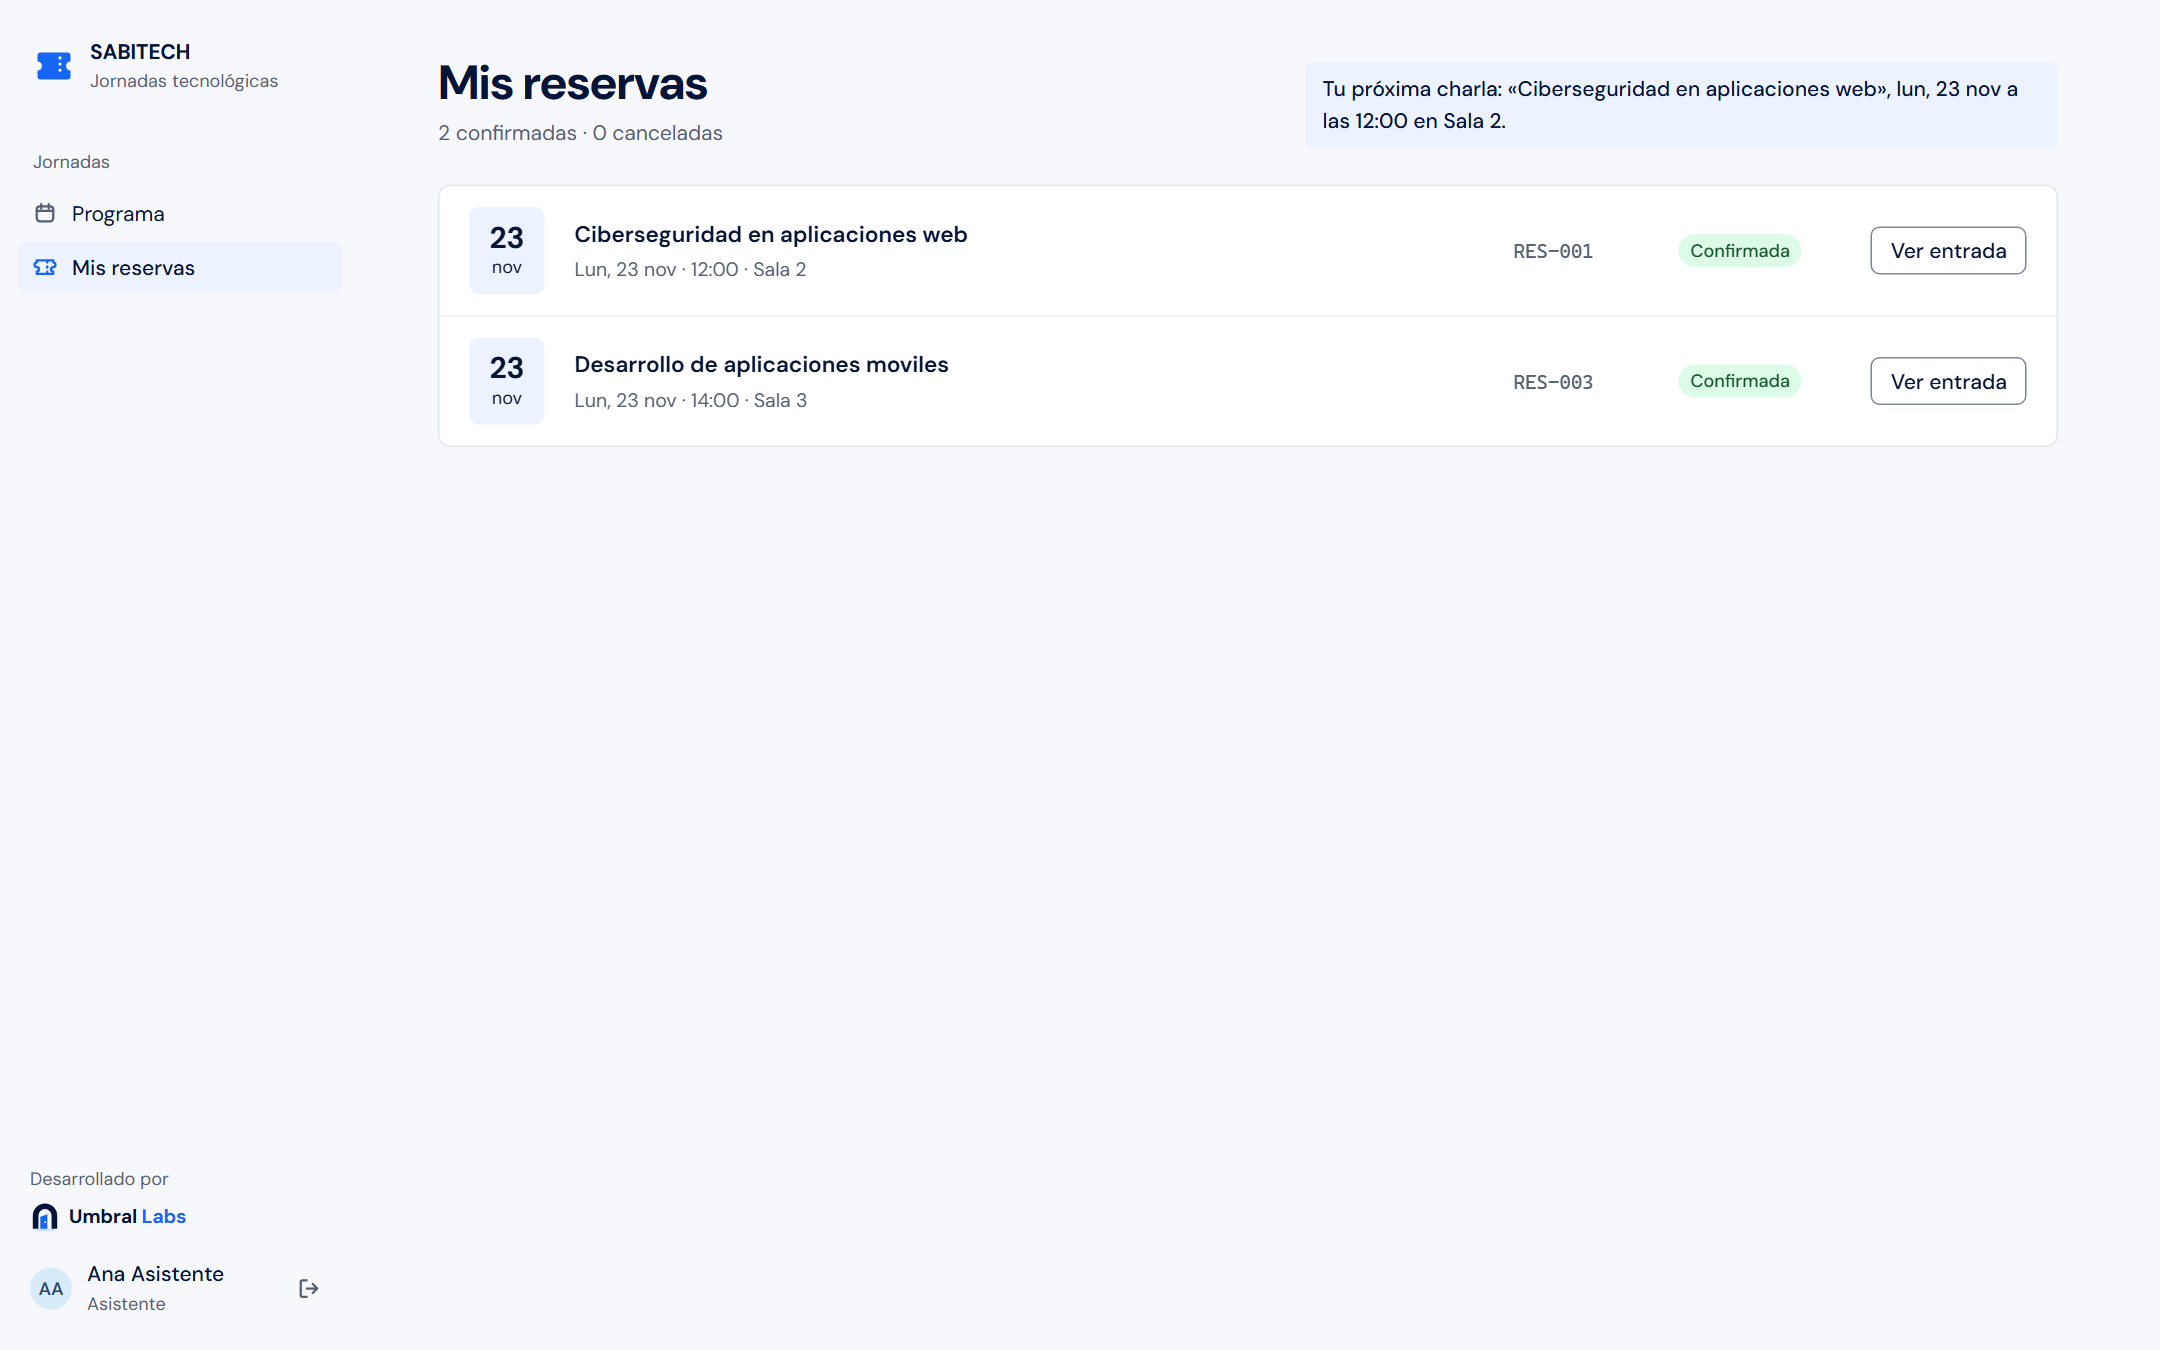 SABITECH
Jornadas tecnológicas
Jornadas
Programa
Mis reservas
Desarrollado por
Umbral Labs
AA
Ana Asistente
Asistente
Mis reservas
2 confirmadas · 0 canceladas
Tu próxima charla: «Ciberseguridad en aplicaciones web», lun, 23 nov a
las 12:00 en Sala 2.
23
nov
Ciberseguridad en aplicaciones web
Lun, 23 nov · 12:00 · Sala 2
RES-001
Confirmada
Ver entrada
23
nov
Desarrollo de aplicaciones moviles
Lun, 23 nov · 14:00 · Sala 3
RES-003
Confirmada
Ver entrada